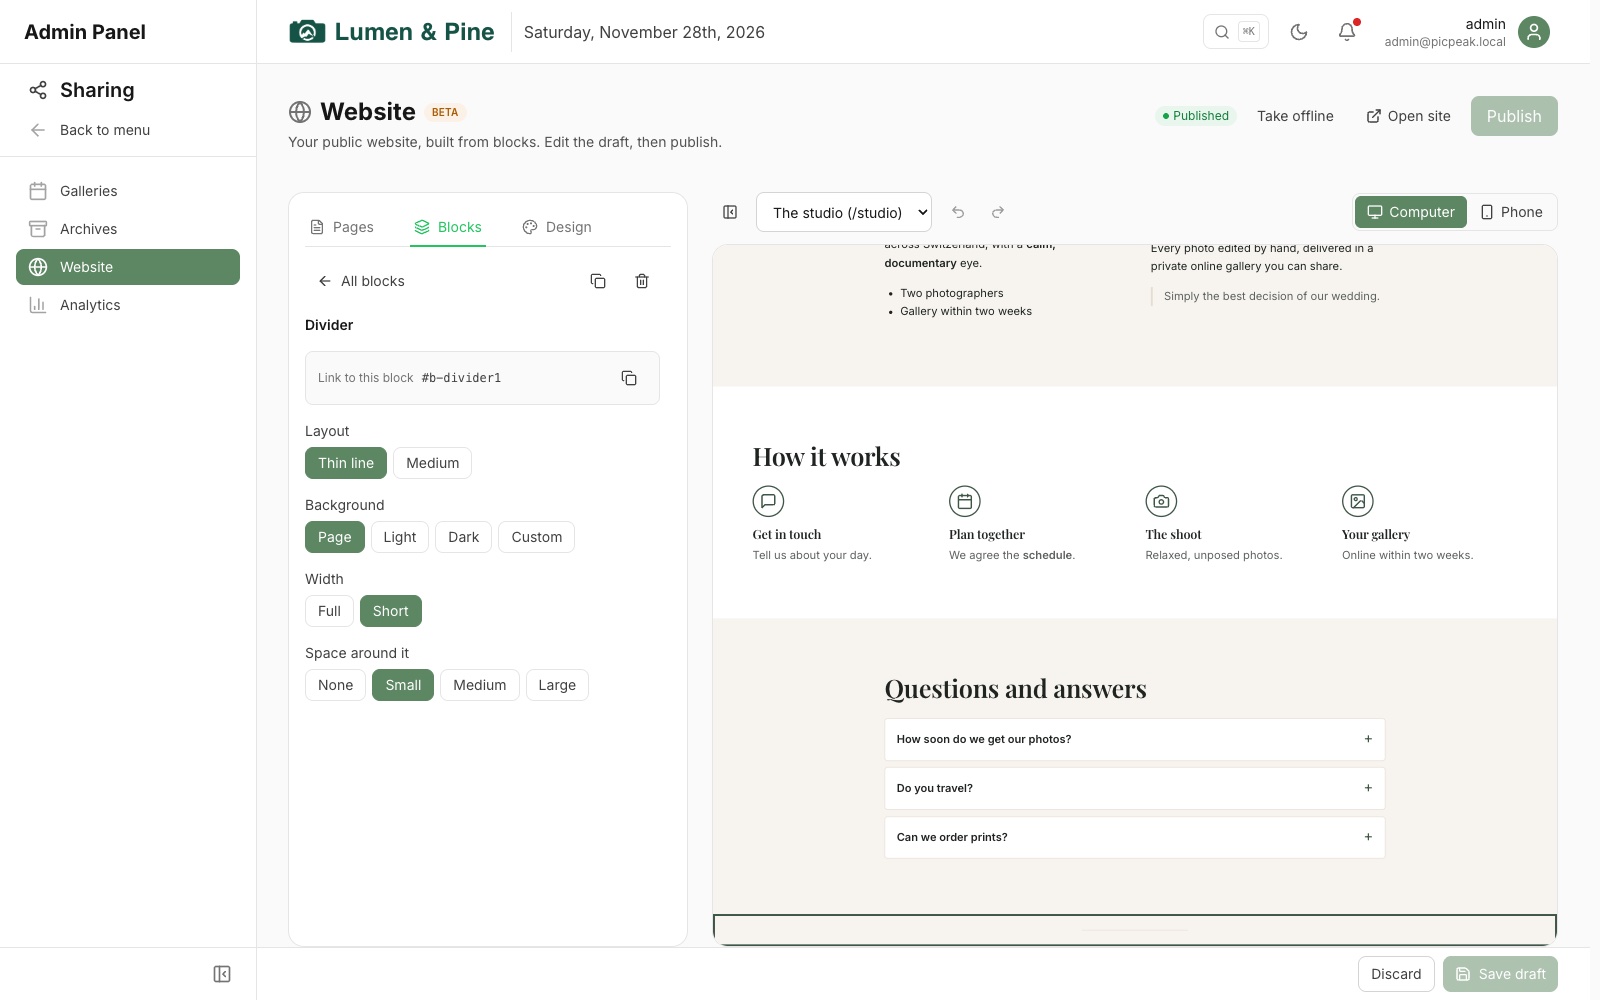 Admin Panel
Lumen & Pine
Saturday, November 28th, 2026
⌘K
admin
admin@picpeak.local
Sharing
Back to menu
Galleries
Archives
Website
Analytics
Website
BETA
Your public website, built from blocks. Edit the draft, then publish.
Published
Take offline
Open site
Publish
Pages
Blocks
Design
All blocks
Divider
Link to this block #b-divider1
Layout
Thin line
Medium
Background
Page
Light
Dark
Custom
Width
Full
Short
Space around it
None
Small
Medium
Large
The studio (/studio)
Computer
Phone
across Switzerland, with a calm,
documentary eye.
• Two photographers
• Gallery within two weeks
Every photo edited by hand, delivered in a
private online gallery you can share.
Simply the best decision of our wedding.
How it works
Get in touch
Tell us about your day.
Plan together
We agree the schedule.
The shoot
Relaxed, unposed photos.
Your gallery
Online within two weeks.
Questions and answers
How soon do we get our photos? +
Do you travel? +
Can we order prints? +
Discard
Save draft